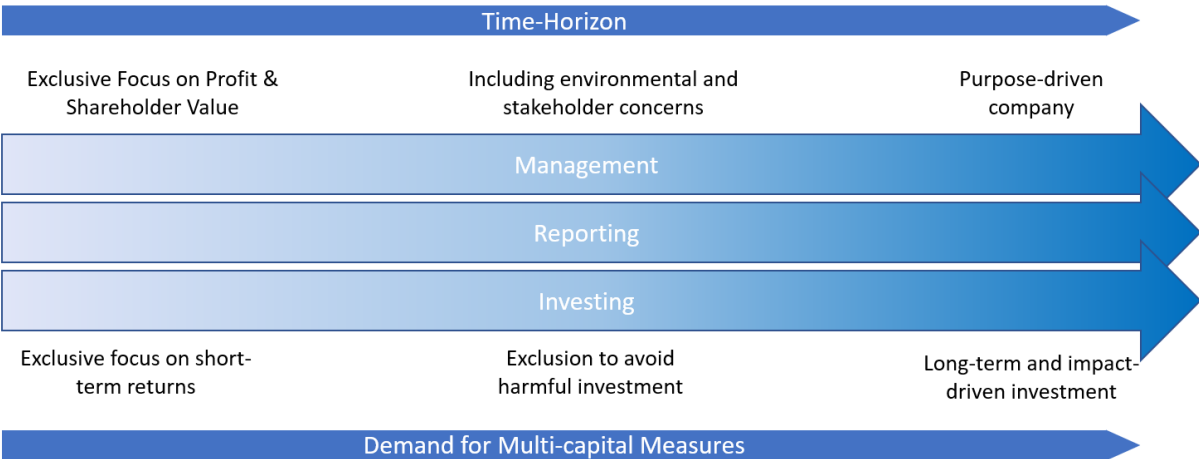 Time-Horizon
Exclusive Focus on Profit &
Shareholder Value
Including environmental and
stakeholder concerns
Purpose-driven
company
Management
Reporting
Investing
Exclusive focus on short-
term returns
Exclusion to avoid
harmful investment
Long-term and impact-
driven investment
Demand for Multi-capital Measures